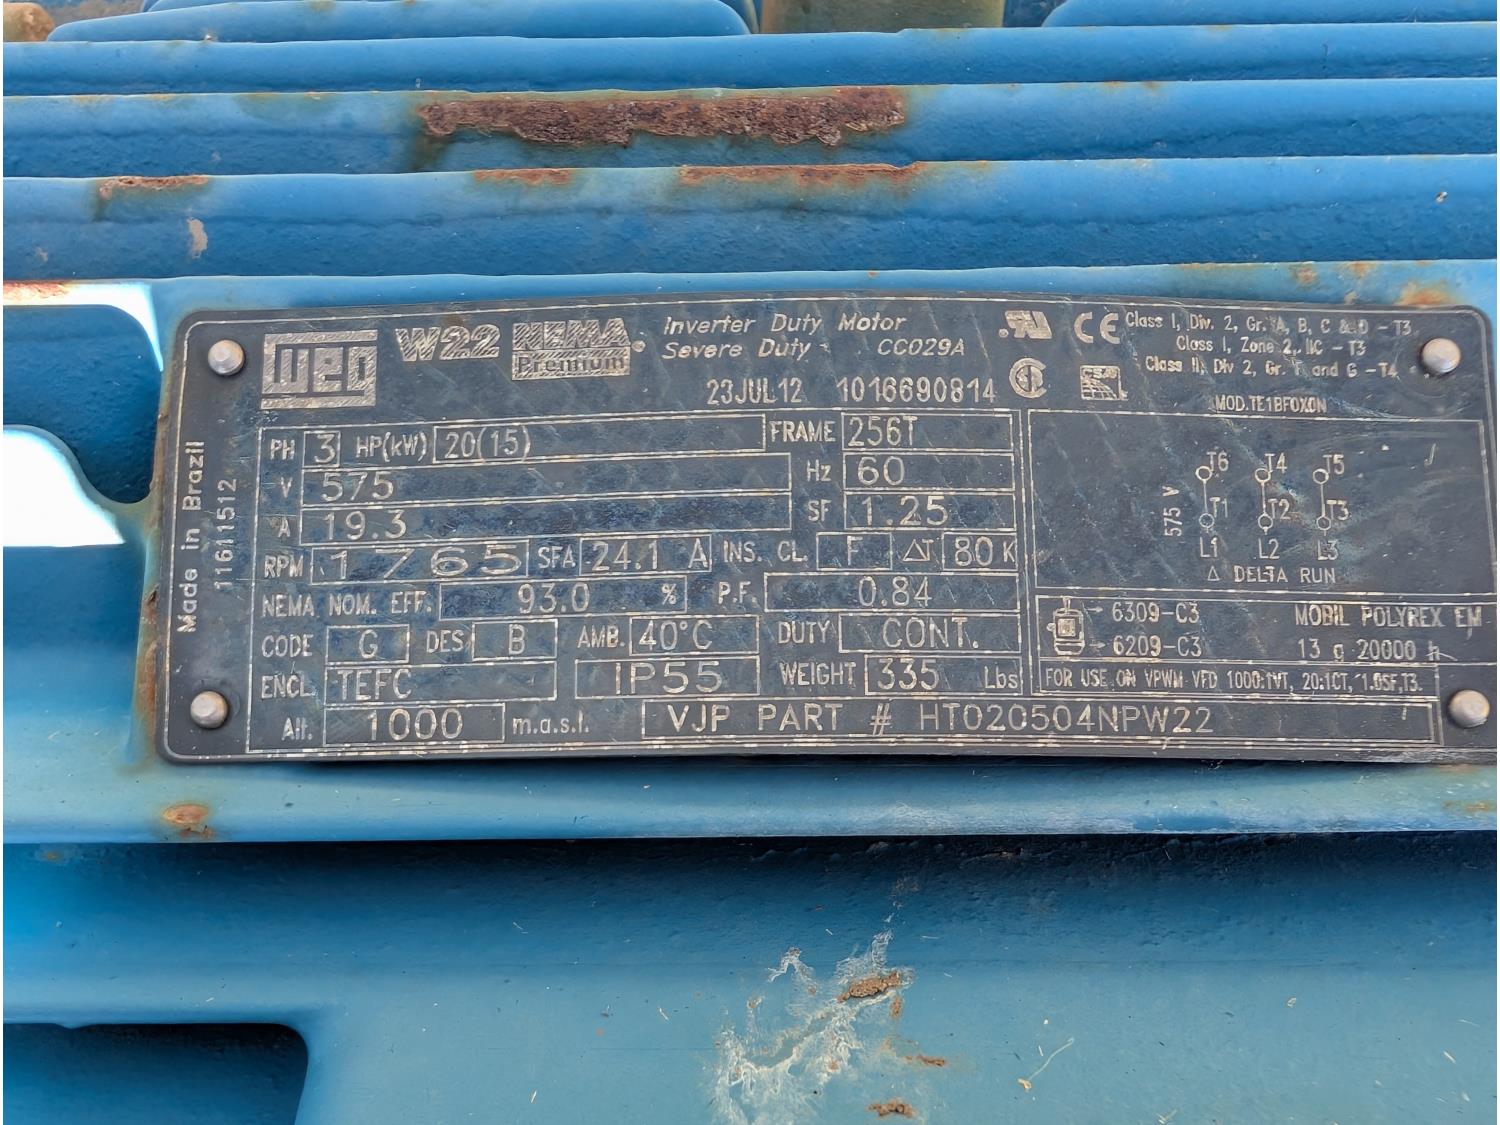 weg W22 NEMA Premium
Inverter Duty Motor
Severe Duty CC029A
23JUL12 1016690814
Class I, Div. 2, Gr. A, B, C & D - T3
Class I, Zone 2, IIC - T3
Class II, Div 2, Gr. F and G - T4
MOD.TE1BF0X0N
Made in Brazil
11611512
PH 3 HP(kW) 20(15) FRAME 256T
V 575 Hz 60
A 19.3 SF 1.25
RPM 1765 SFA 24.1 A INS. CL. F ΔT 80 K
NEMA NOM. EFF. 93.0 % P.F. 0.84
CODE G DES B AMB. 40°C DUTY CONT.
ENCL. TEFC IP55 WEIGHT 335 Lbs
Alt. 1000 m.a.s.l. VJP PART # HT020504NPW22
575 V
T6 T4 T5
T1 T2 T3
L1 L2 L3
Δ DELTA RUN
6309-C3 MOBIL POLYREX EM
6209-C3 13 g 20000 h
FOR USE ON VPWM VFD 1000:1VT, 20:1CT, 1.0SF,T3.